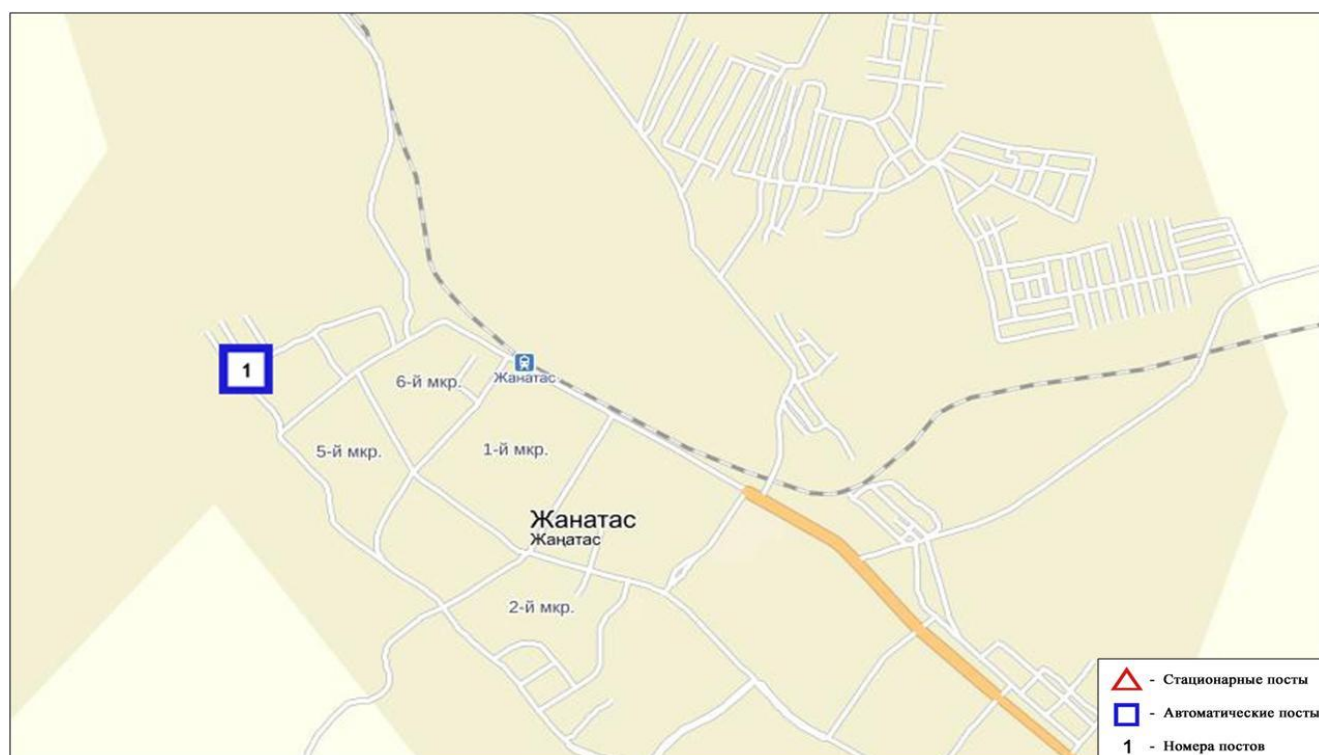 1
Жанатас
6-й мкр.
1-й мкр.
5-й мкр.
Жанатас
Жаңатас
2-й мкр.
- Стационарные посты
- Автоматические посты
1 - Номера постов